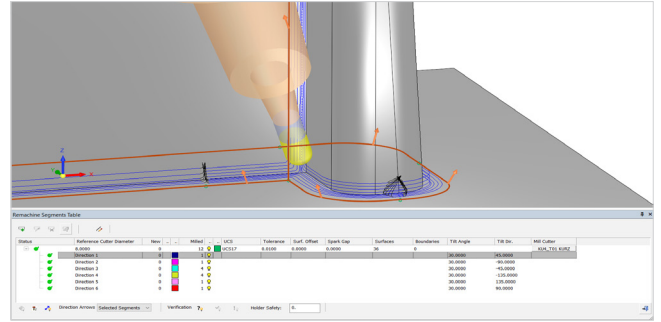 Z
X
Remachine Segments Table
Status Reference Cutter Diameter New .. .. Milled .. .. UCS Tolerance Surf. Offset Spark Gap Surfaces Boundaries Tilt Angle Tilt Dir. Mill Cutter
8.0000 0 12 UCS17 0.0100 0.0000 0.0000 36 0
Direction 1 0 1 30.0000 45.0000
Direction 2 0 1 30.0000 -90.0000
Direction 3 0 4 30.0000 -45.0000
Direction 4 0 4 30.0000 -135.0000
Direction 5 0 1 30.0000 135.0000
Direction 6 0 1 30.0000 90.0000
Direction Arrows Selected Segments Verification Holder Safety: 0.